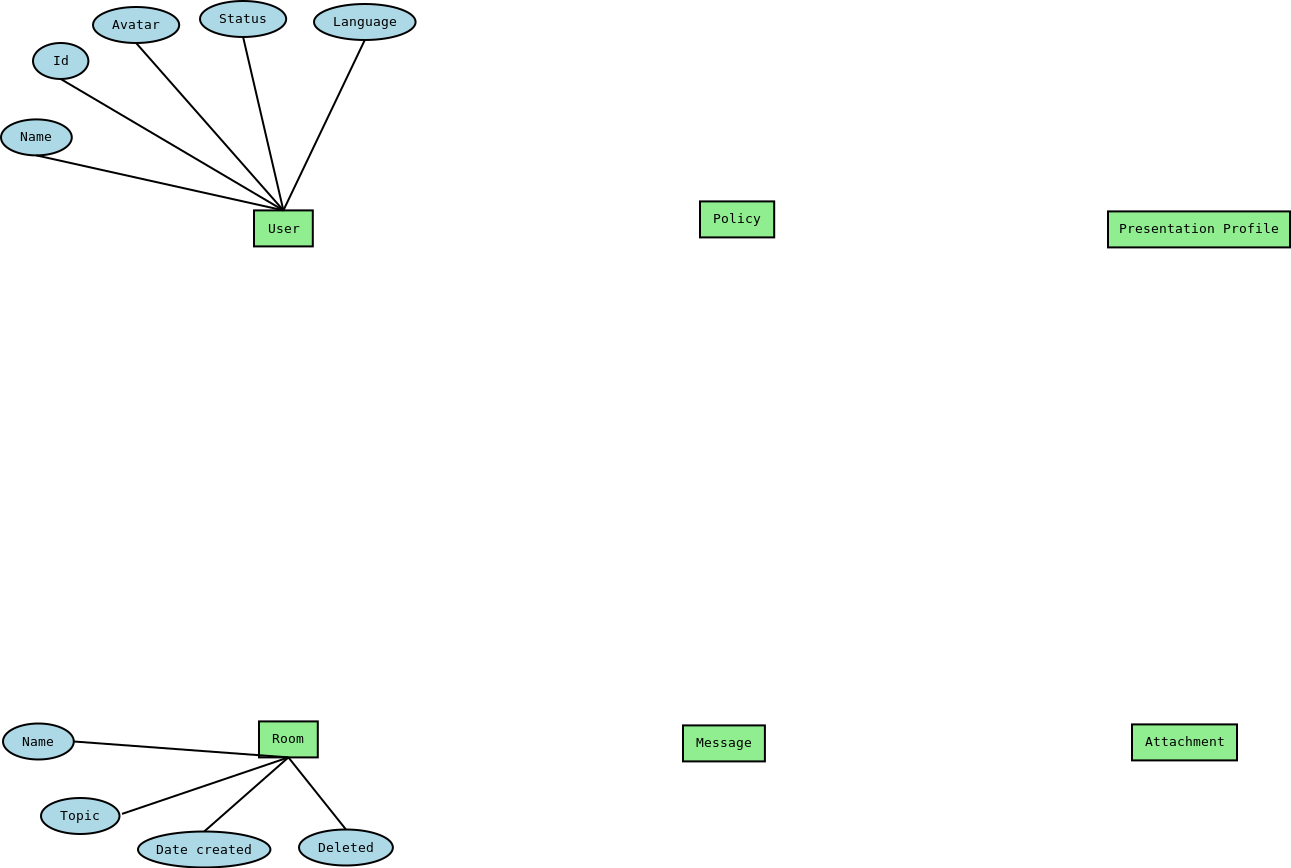 Avatar
Status
Language
Id
Name
User
Policy
Presentation Profile
Name
Room
Message
Attachment
Topic
Date created
Deleted